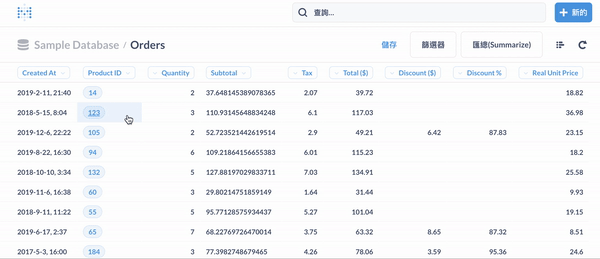 查詢...
+ 新的
Sample Database / Orders
儲存
篩選器
匯總(Summarize)
Created At Product ID Quantity Subtotal Tax Total ($) Discount ($) Discount % Real Unit Price
2019-2-11, 21:40 14 2 37.648145389078365 2.07 39.72 18.82
2018-5-15, 8:04 123 3 110.93145648834248 6.1 117.03 36.98
2019-12-6, 22:22 105 2 52.723521442619514 2.9 49.21 6.42 87.83 23.15
2019-8-22, 16:30 94 6 109.21864156655383 6.01 115.23 18.2
2018-10-10, 3:34 132 5 127.88197029833711 7.03 134.91 25.58
2019-11-6, 16:38 60 3 29.80214751859149 1.64 31.44 9.93
2018-9-11, 11:22 55 5 95.77128575934437 5.27 101.04 19.15
2019-6-17, 2:37 65 7 68.22769726470014 3.75 63.32 8.65 87.32 8.51
2017-5-3, 16:00 184 3 77.3982748679465 4.26 78.06 3.59 95.36 24.6